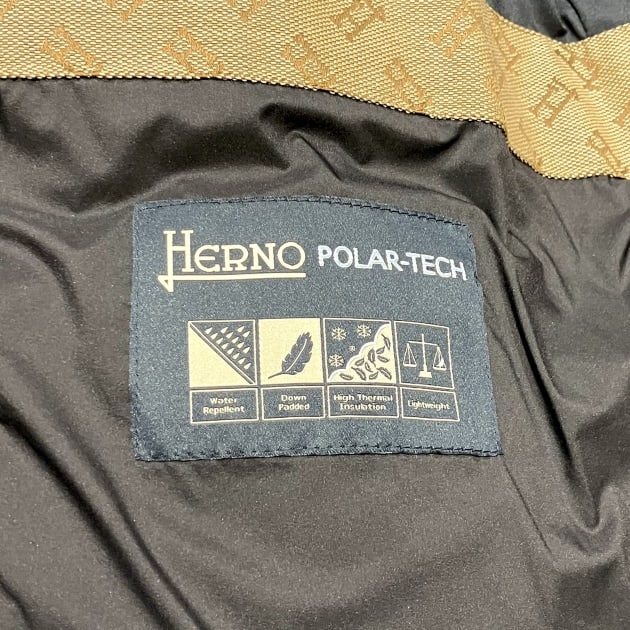 HERNO POLAR-TECH
Water Repellent
Down Padded
High Thermal Insulation
Lightweight